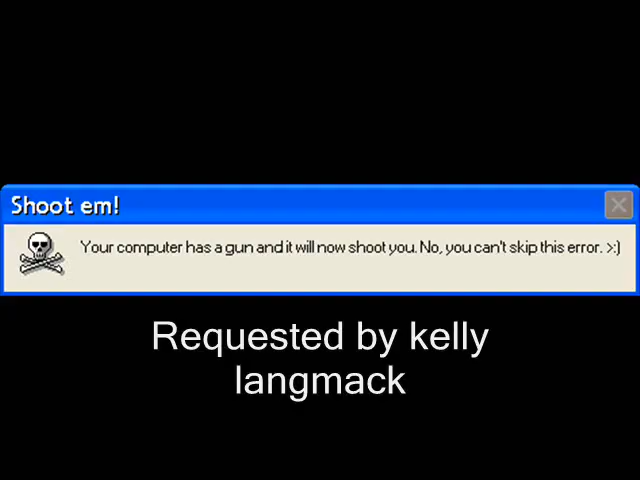 Shoot em!
Your computer has a gun and it will now shoot you. No, you can't skip this error. >:)
Requested by kelly
langmack